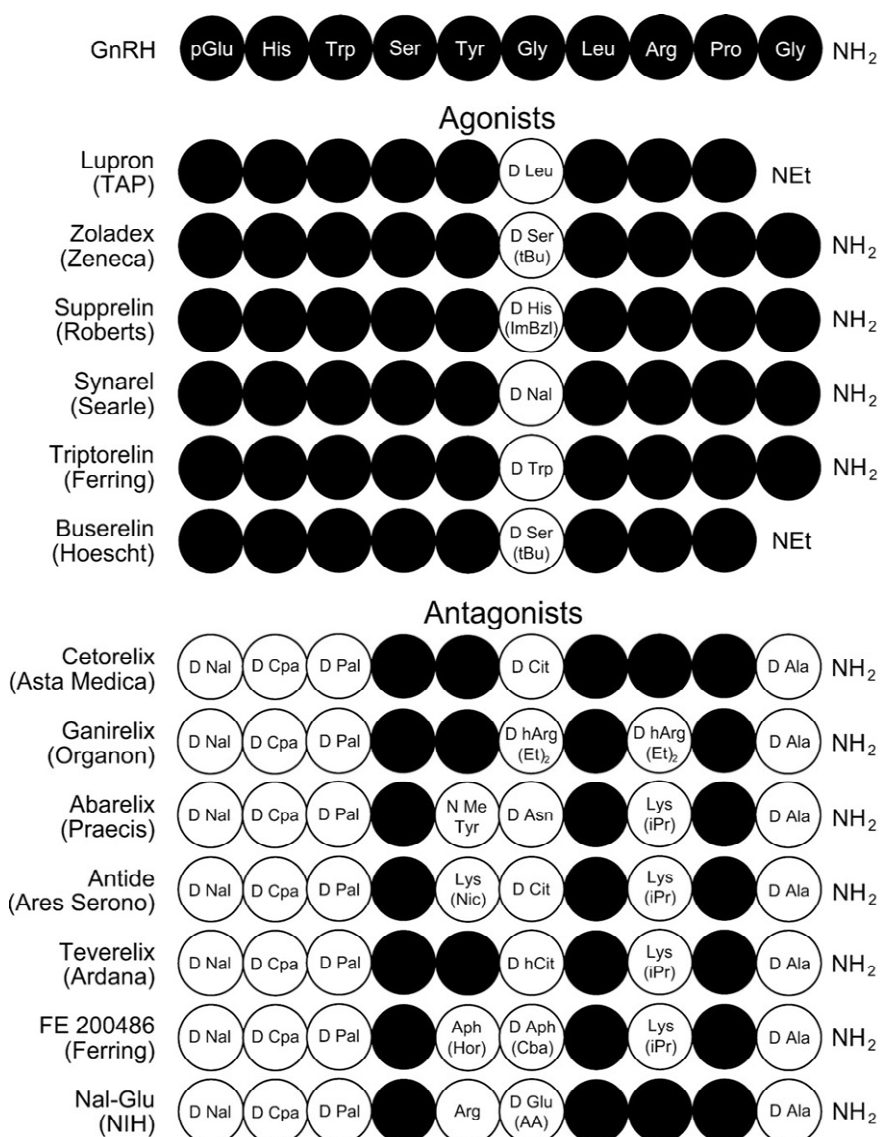 GnRH pGlu His Trp Ser Tyr Gly Leu Arg Pro Gly NH2
Agonists
Lupron
(TAP)
D Leu
NEt
Zoladex
(Zeneca)
D Ser
(tBu)
NH2
Supprelin
(Roberts)
D His
(ImBzl)
NH2
Synarel
(Searle)
D Nal
NH2
Triptorelin
(Ferring)
D Trp
NH2
Buserelin
(Hoescht)
D Ser
(tBu)
NEt
Antagonists
Cetorelix
(Asta Medica)
D Nal D Cpa D Pal D Cit D Ala NH2
Ganirelix
(Organon)
D Nal D Cpa D Pal
D hArg
(Et)2
D hArg
(Et)2
D Ala NH2
Abarelix
(Praecis)
D Nal D Cpa D Pal
N Me
Tyr
D Asn
Lys
(iPr)
D Ala NH2
Antide
(Ares Serono)
D Nal D Cpa D Pal
Lys
(Nic)
D Cit
Lys
(iPr)
D Ala NH2
Teverelix
(Ardana)
D Nal D Cpa D Pal
D hCit
Lys
(iPr)
D Ala NH2
FE 200486
(Ferring)
D Nal D Cpa D Pal
Aph
(Hor)
D Aph
(Cba)
Lys
(iPr)
D Ala NH2
Nal-Glu
(NIH)
D Nal D Cpa D Pal
Arg
D Glu
(AA)
D Ala NH2